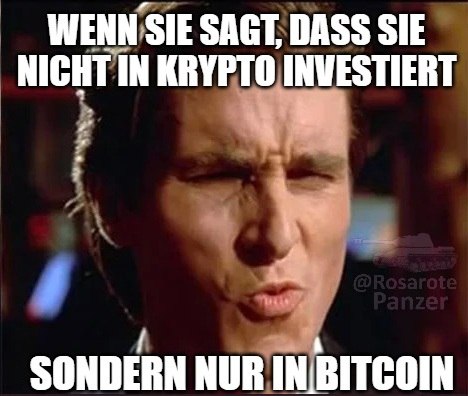 WENN SIE SAGT, DASS SIE
NICHT IN KRYPTO INVESTIERT
@Rosarote
Panzer
SONDERN NUR IN BITCOIN